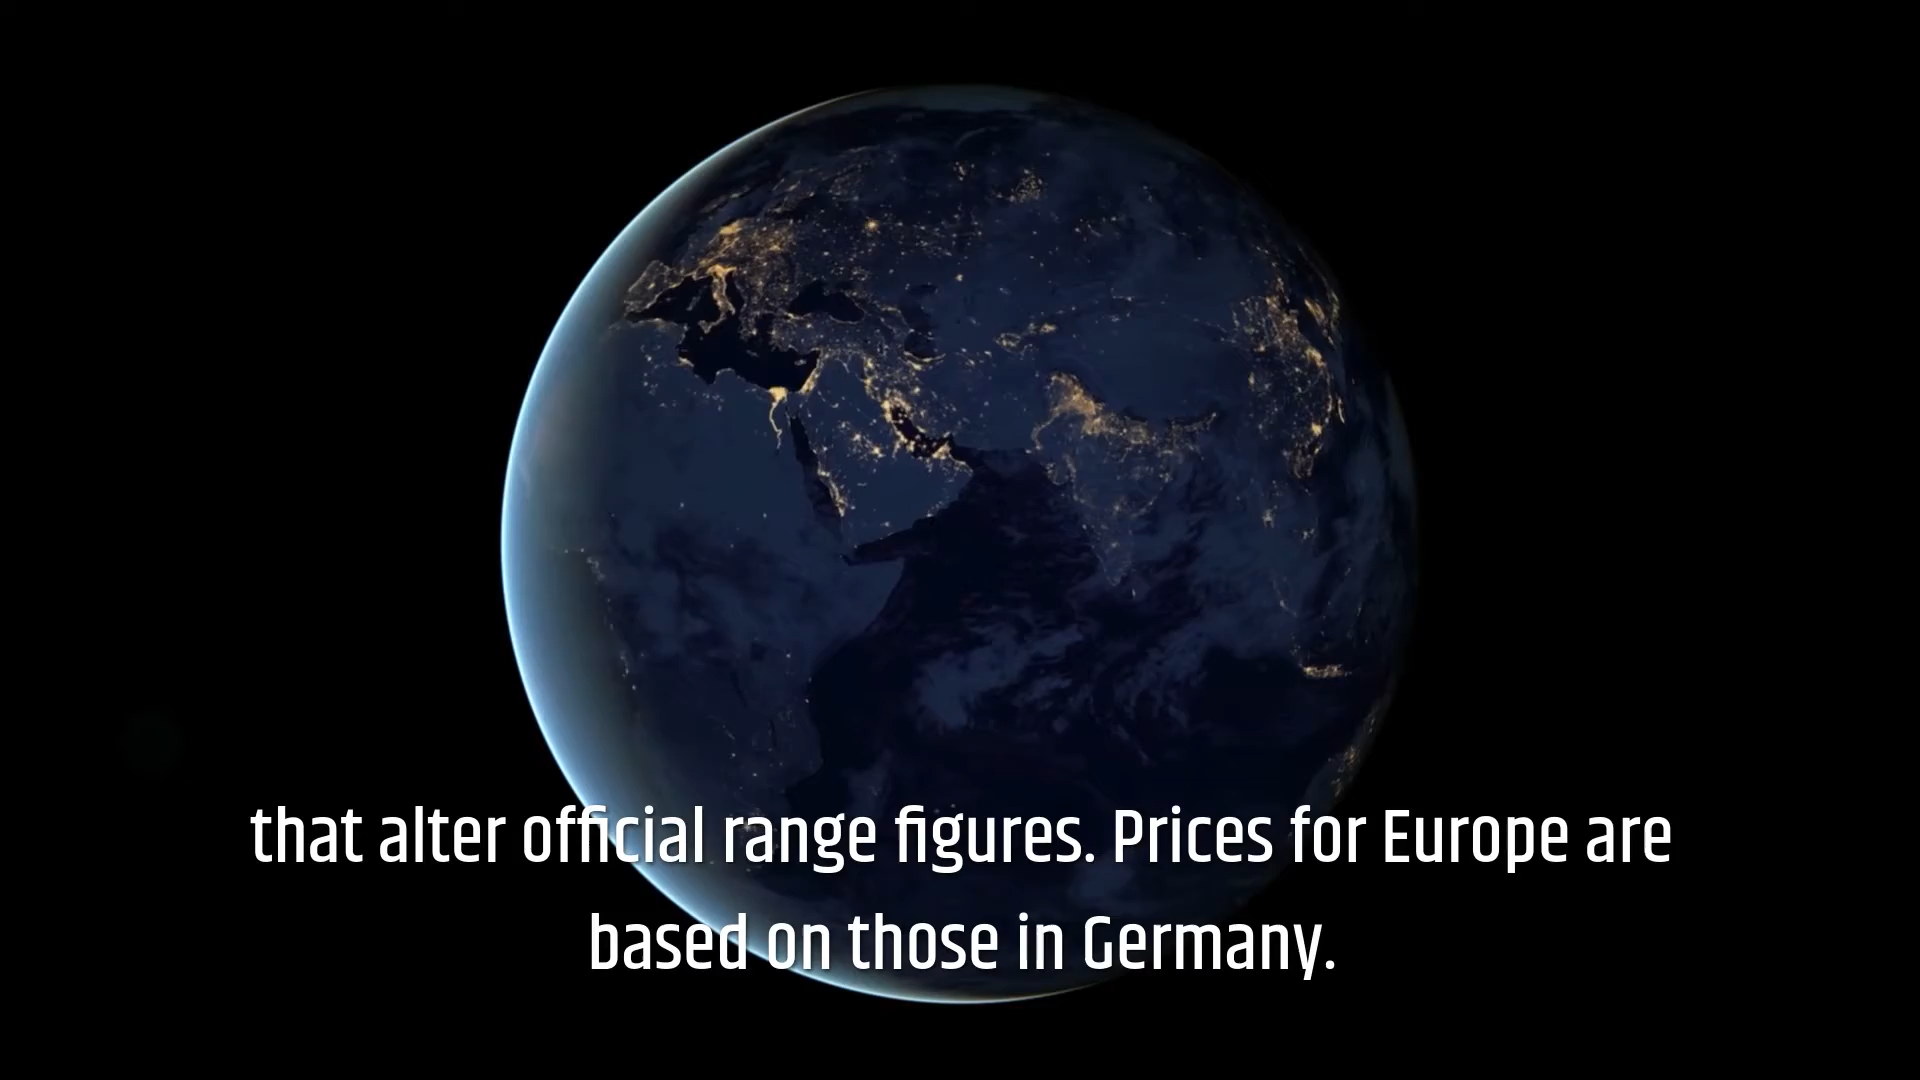 that alter official range figures. Prices for Europe are
based on those in Germany.